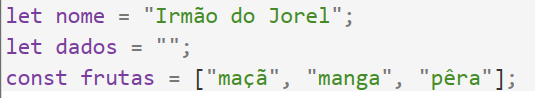 let nome = "Irmão do Jorel";
let dados = "";
const frutas = ["maçã", "manga", "pêra"];